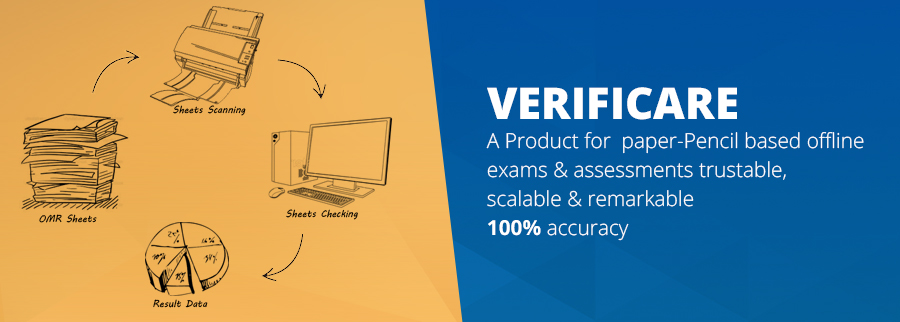 Sheets Scanning
OMR Sheets
Sheets Checking
Result Data
VERIFICARE
A Product for  paper-Pencil based offline
exams & assessments trustable,
scalable & remarkable
100% accuracy